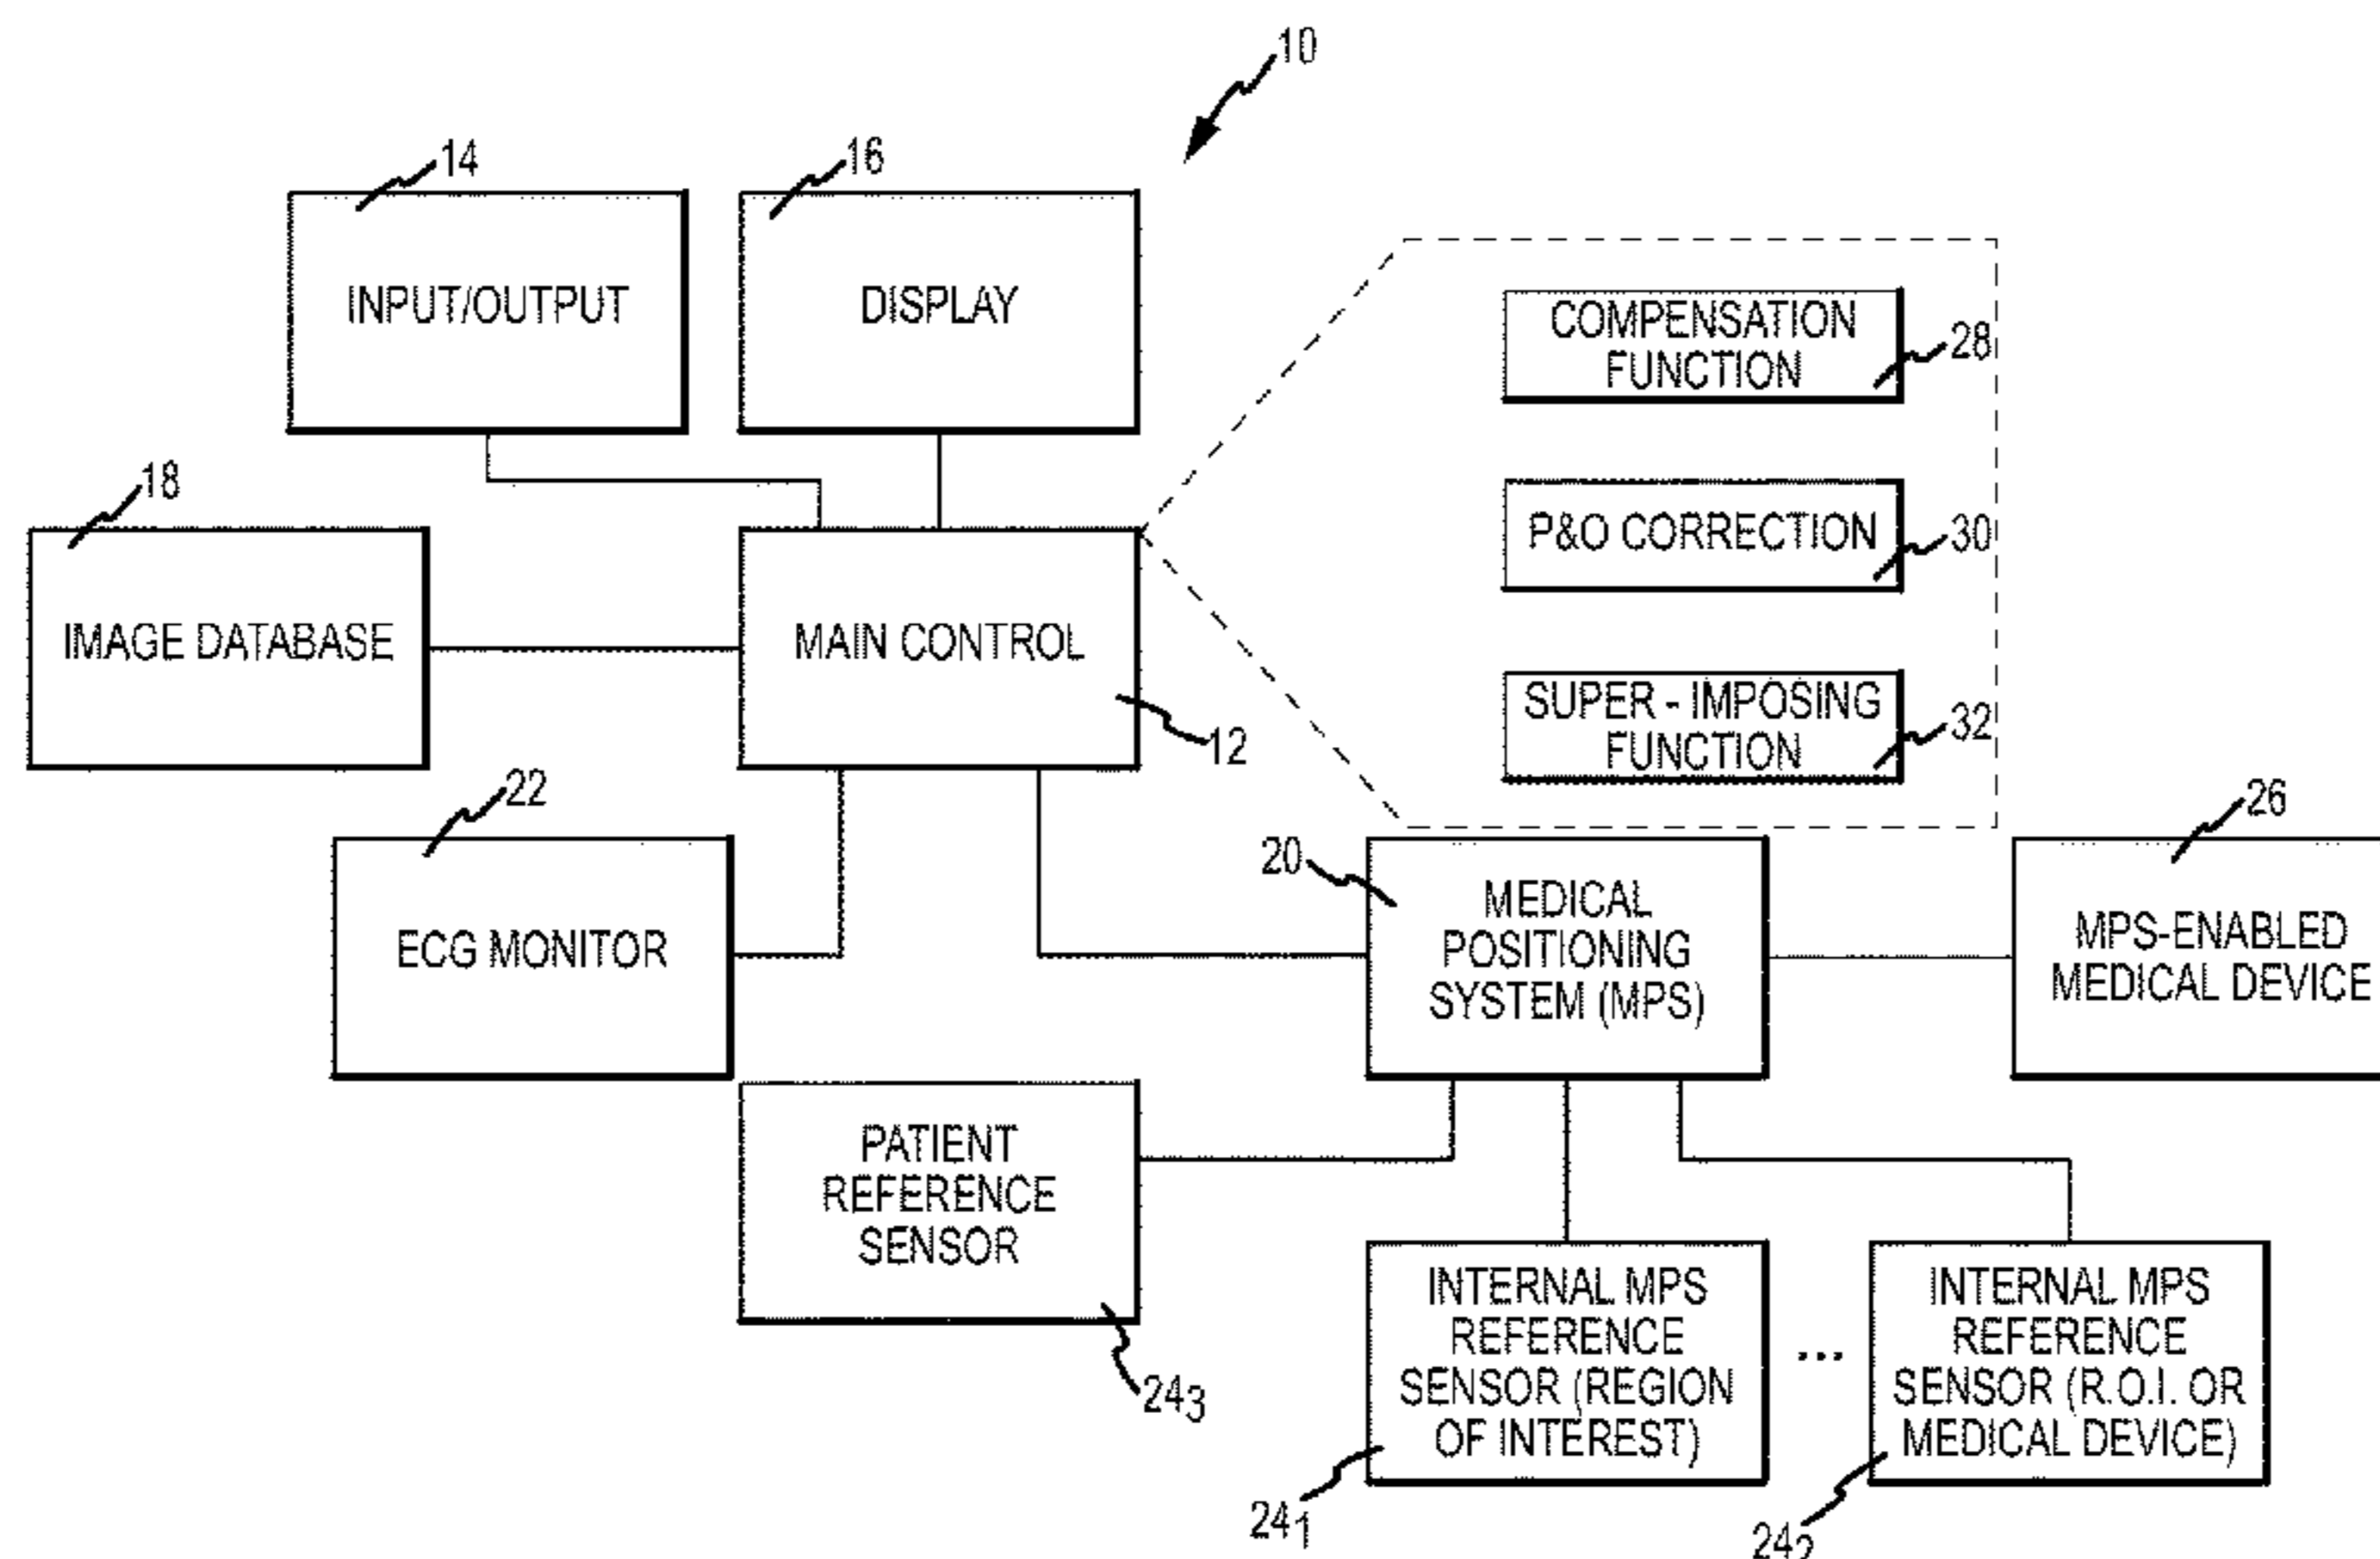 10
14
16
INPUT/OUTPUT
DISPLAY
COMPENSATION
FUNCTION
28
18
P&O CORRECTION
30
IMAGE DATABASE
MAIN CONTROL
12
SUPER - IMPOSING
FUNCTION
32
22
ECG MONITOR
20
MEDICAL
POSITIONING
SYSTEM (MPS)
26
MPS-ENABLED
MEDICAL DEVICE
PATIENT
REFERENCE
SENSOR
243
INTERNAL MPS
REFERENCE
SENSOR (REGION
OF INTEREST)
241
...
INTERNAL MPS
REFERENCE
SENSOR (R.O.I. OR
MEDICAL DEVICE)
242